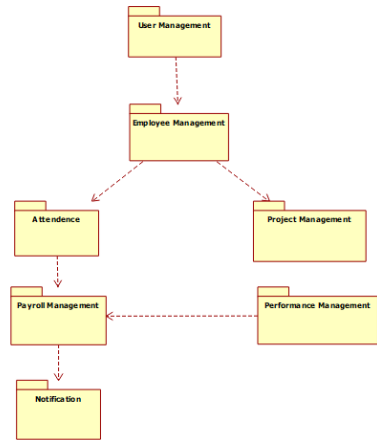 User Management
Employee Management
Attendence
Project Management
Payroll Management
Performance Management
Notification